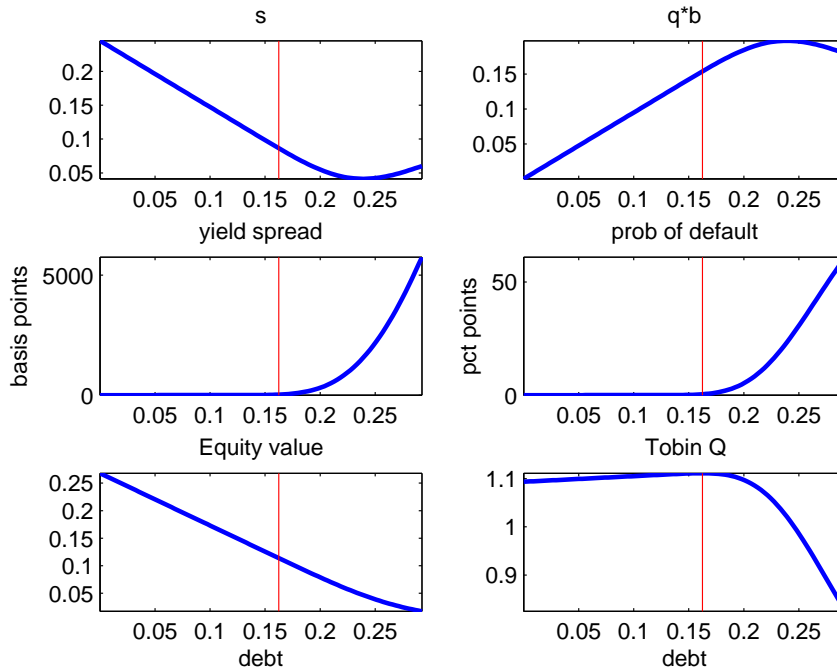 s
q*b
0.2
0.15
0.1
0.05
0.05 0.1 0.15 0.2 0.25
0.15
0.1
0.05
0.05 0.1 0.15 0.2 0.25
yield spread
prob of default
basis points
5000
0
0.05 0.1 0.15 0.2 0.25
pct points
50
0
0.05 0.1 0.15 0.2 0.25
Equity value
Tobin Q
0.25
0.2
0.15
0.1
0.05
0.05 0.1 0.15 0.2 0.25
debt
1.1
1
0.9
0.05 0.1 0.15 0.2 0.25
debt